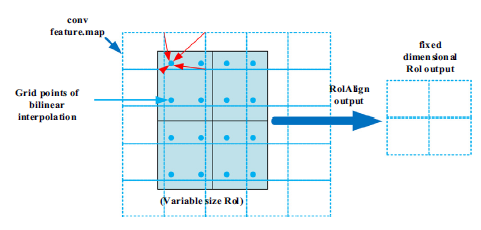 conv
feature.map
Grid points of
bilinear
interpolation
(Variable size RoI)
RoIAlign
output
fixed
dimensional
RoI output